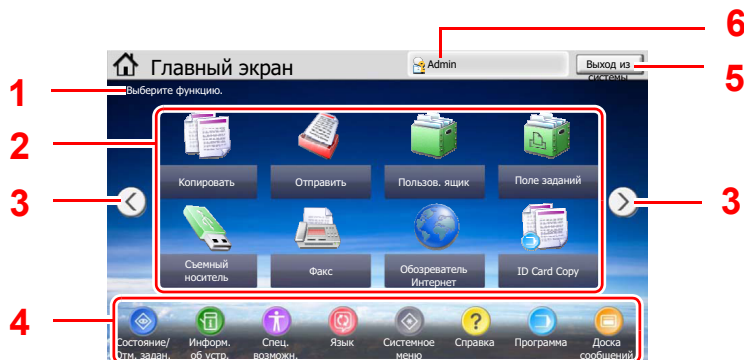 6
Главный экран
Admin
Выход из
системы
5
1
Выберите функцию.
2
Копировать
Отправить
Пользов. ящик
Поле заданий
3
3
Съемный
носитель
Факс
Обозреватель
Интернет
ID Card Copy
4
Состояние/
Отм. задан.
Информ.
об устр.
Спец.
возможн.
Язык
Системное
меню
Справка
Программа
Доска
сообщений